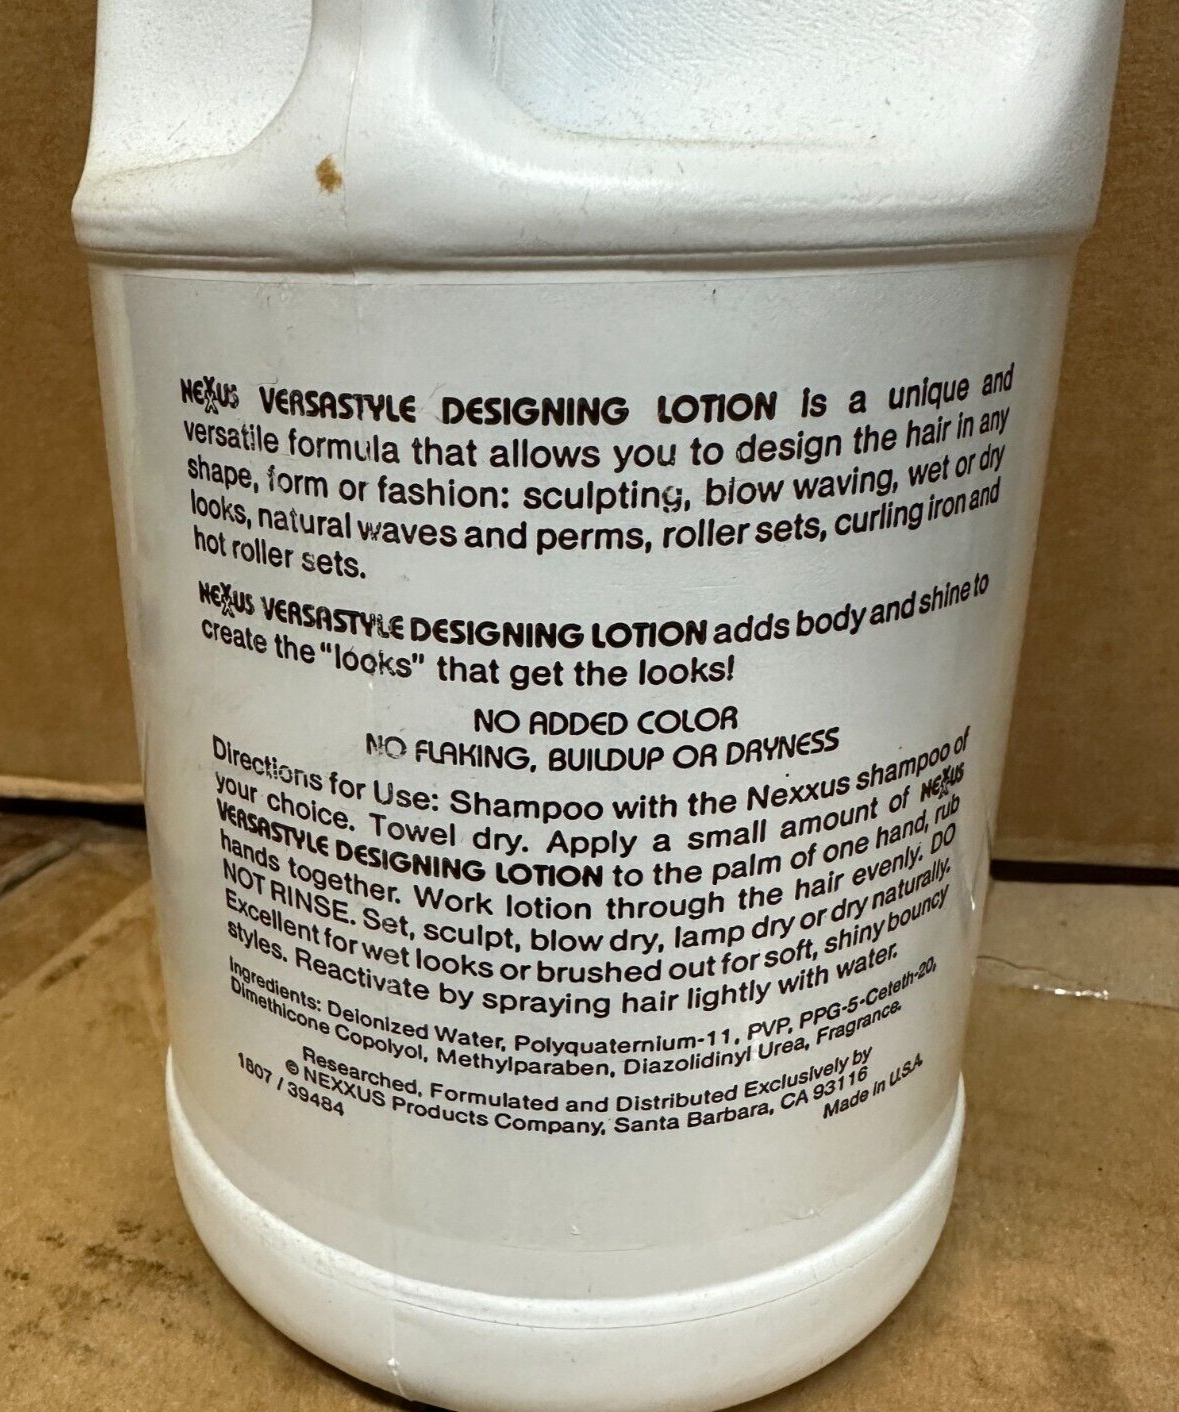 NEXXUS VERSASTYLE DESIGNING LOTION is a unique and
versatile formula that allows you to design the hair in any
shape, form or fashion: sculpting, blow waving, wet or dry
looks, natural waves and perms, roller sets, curling iron and
hot roller sets.
NEXXUS VERSASTYLE DESIGNING LOTION adds body and shine to
create the "looks" that get the looks!
NO ADDED COLOR
NO FLAKING, BUILDUP OR DRYNESS
Directions for Use: Shampoo with the Nexxus shampoo of
your choice. Towel dry. Apply a small amount of NEXXUS
VERSASTYLE DESIGNING LOTION to the palm of one hand, rub
hands together. Work lotion through the hair evenly. DO
NOT RINSE. Set, sculpt, blow dry, lamp dry or dry naturally.
Excellent for wet looks or brushed out for soft, shiny bouncy
styles. Reactivate by spraying hair lightly with water.
Ingredients: Deionized Water, Polyquaternium-11, PVP, PPG-5-Ceteth-20,
Dimethicone Copolyol, Methylparaben, Diazolidinyl Urea, Fragrance.
Researched, Formulated and Distributed Exclusively by
© NEXXUS Products Company, Santa Barbara, CA 93116
1807 / 39484
Made in U.S.A.